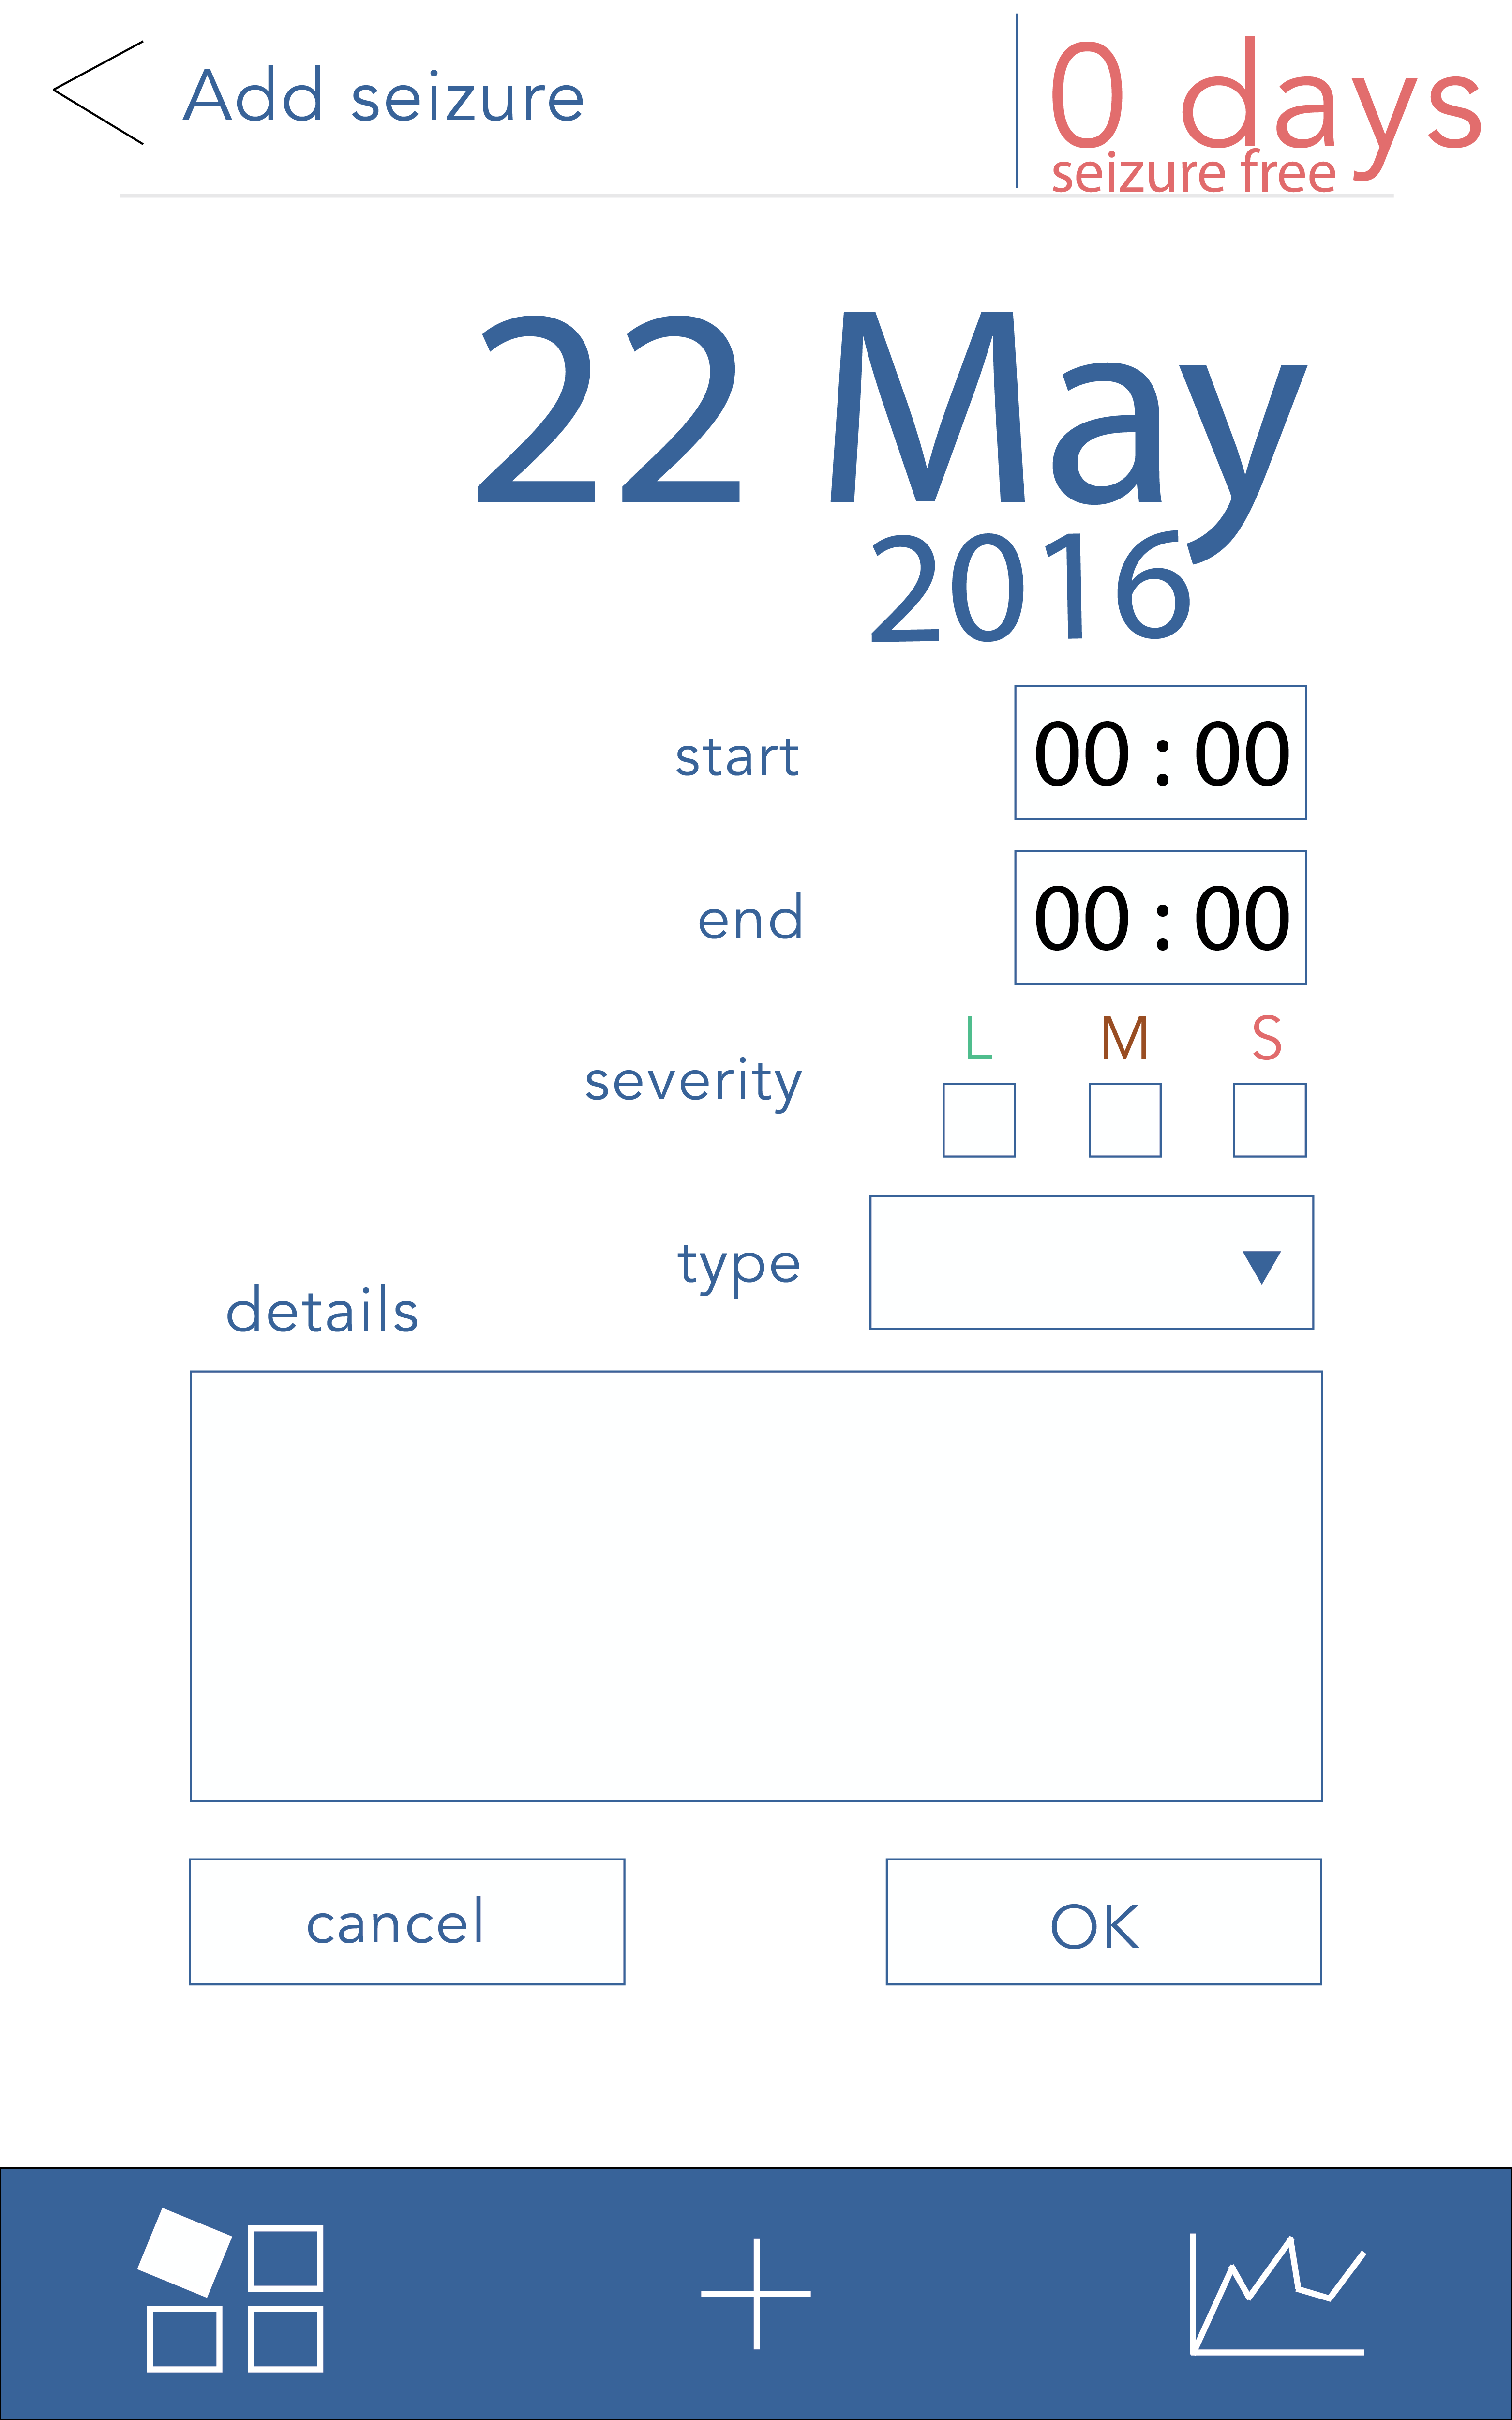 Add seizure
0 days
seizure free
22 May
2016
start 00 : 00
end 00 : 00
L M S
severity
type
details
cancel OK